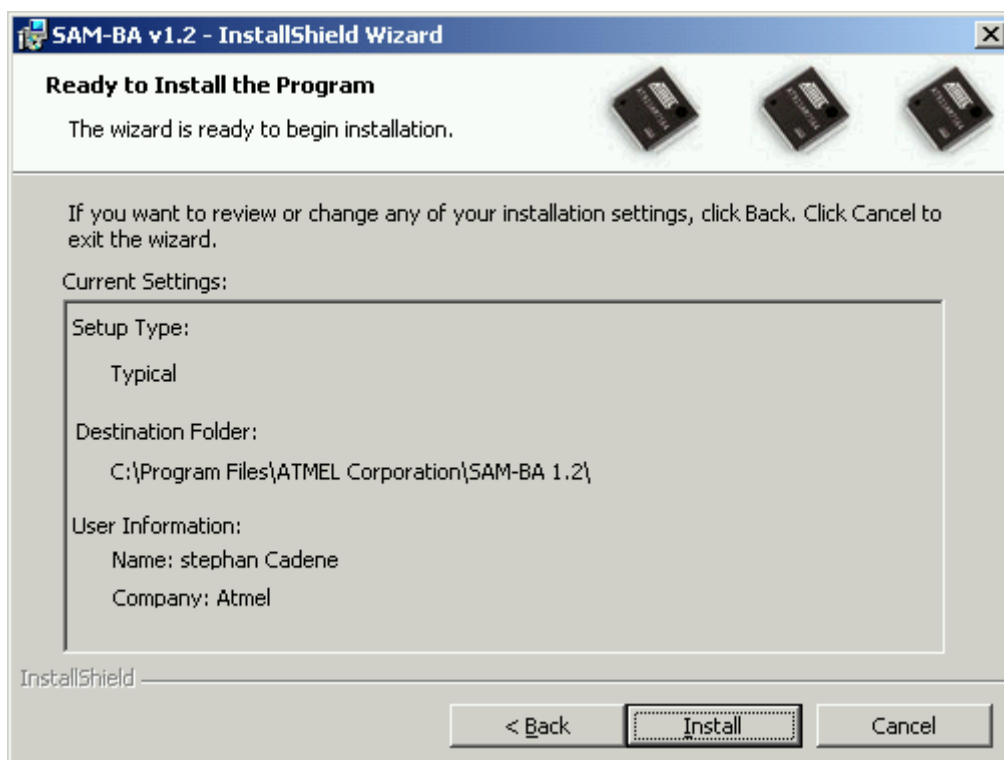 SAM-BA v1.2 - InstallShield Wizard
Ready to Install the Program
The wizard is ready to begin installation.
If you want to review or change any of your installation settings, click Back. Click Cancel to
exit the wizard.
Current Settings:
Setup Type:
Typical
Destination Folder:
C:\Program Files\ATMEL Corporation\SAM-BA 1.2\
User Information:
Name: stephan Cadene
Company: Atmel
InstallShield
< Back
Install
Cancel